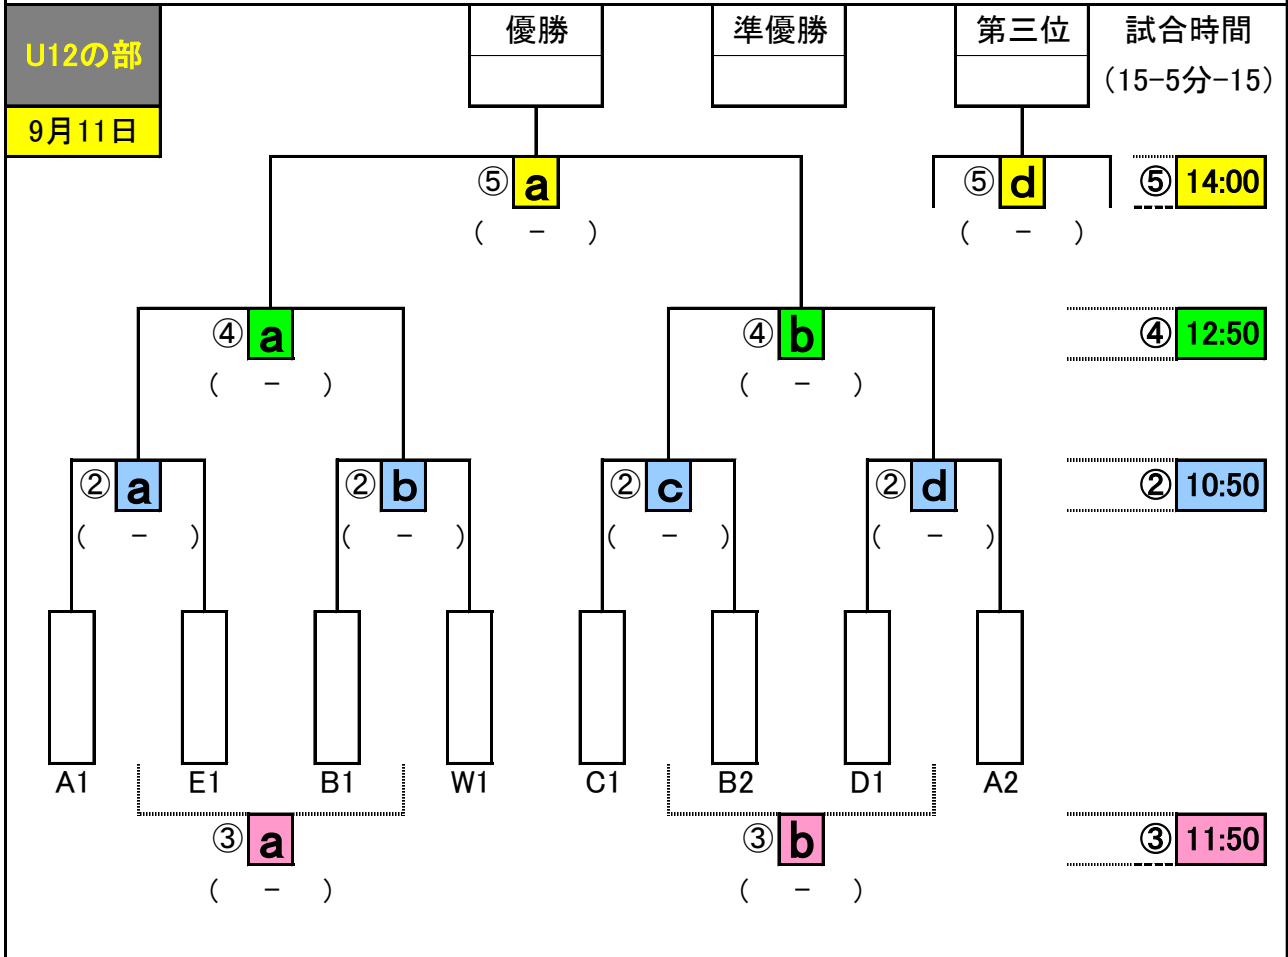 U12の部
優勝
準優勝
第三位
試合時間
(15-5分-15)
9月11日
⑤ a
⑤ d
⑤ 14:00
( - )
( - )
④ a
④ b
④ 12:50
( - )
( - )
② a
② b
② c
② d
② 10:50
( - )
( - )
( - )
( - )
A1
E1
B1
W1
C1
B2
D1
A2
③ a
③ b
③ 11:50
( - )
( - )